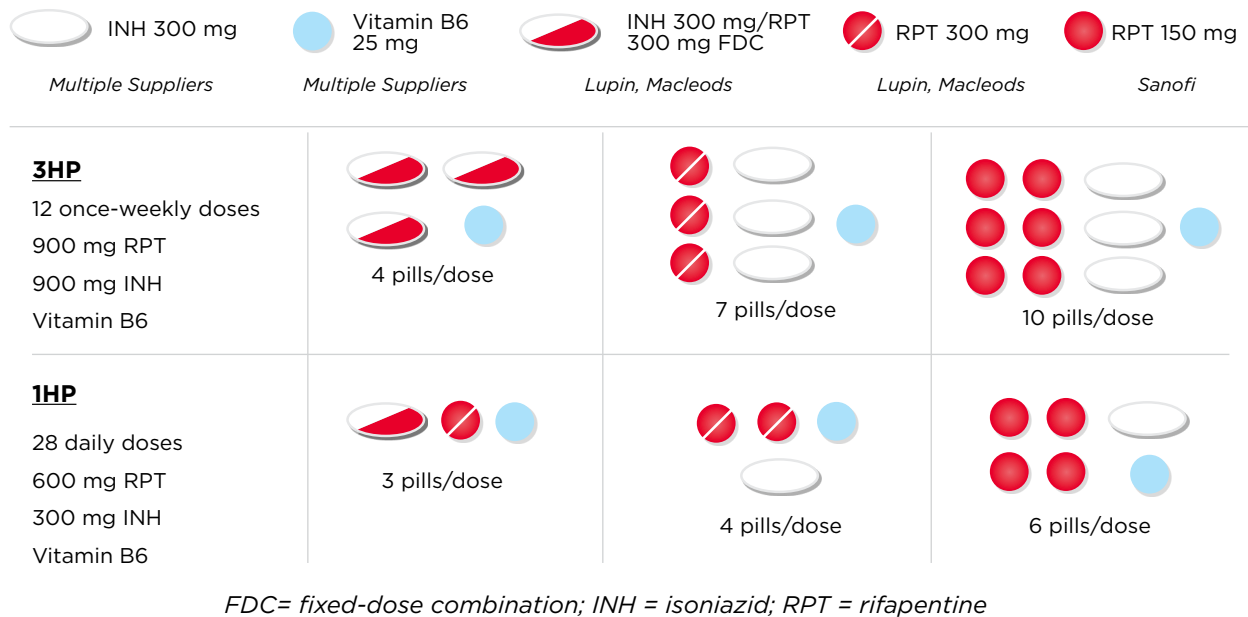 INH 300 mg
Vitamin B6
25 mg
INH 300 mg/RPT
300 mg FDC
RPT 300 mg
RPT 150 mg
Multiple Suppliers
Multiple Suppliers
Lupin, Macleods
Lupin, Macleods
Sanofi
3HP
12 once-weekly doses
900 mg RPT
900 mg INH
Vitamin B6
4 pills/dose
7 pills/dose
10 pills/dose
1HP
28 daily doses
600 mg RPT
300 mg INH
Vitamin B6
3 pills/dose
4 pills/dose
6 pills/dose
FDC= fixed-dose combination; INH = isoniazid; RPT = rifapentine